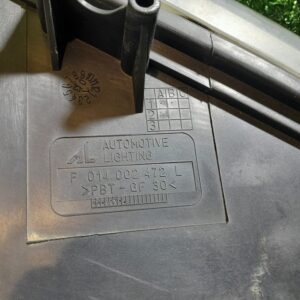 A B C
1
2
3
AL AUTOMOTIVE
LIGHTING
F 014 002 472 L
>PBT - GF 30<